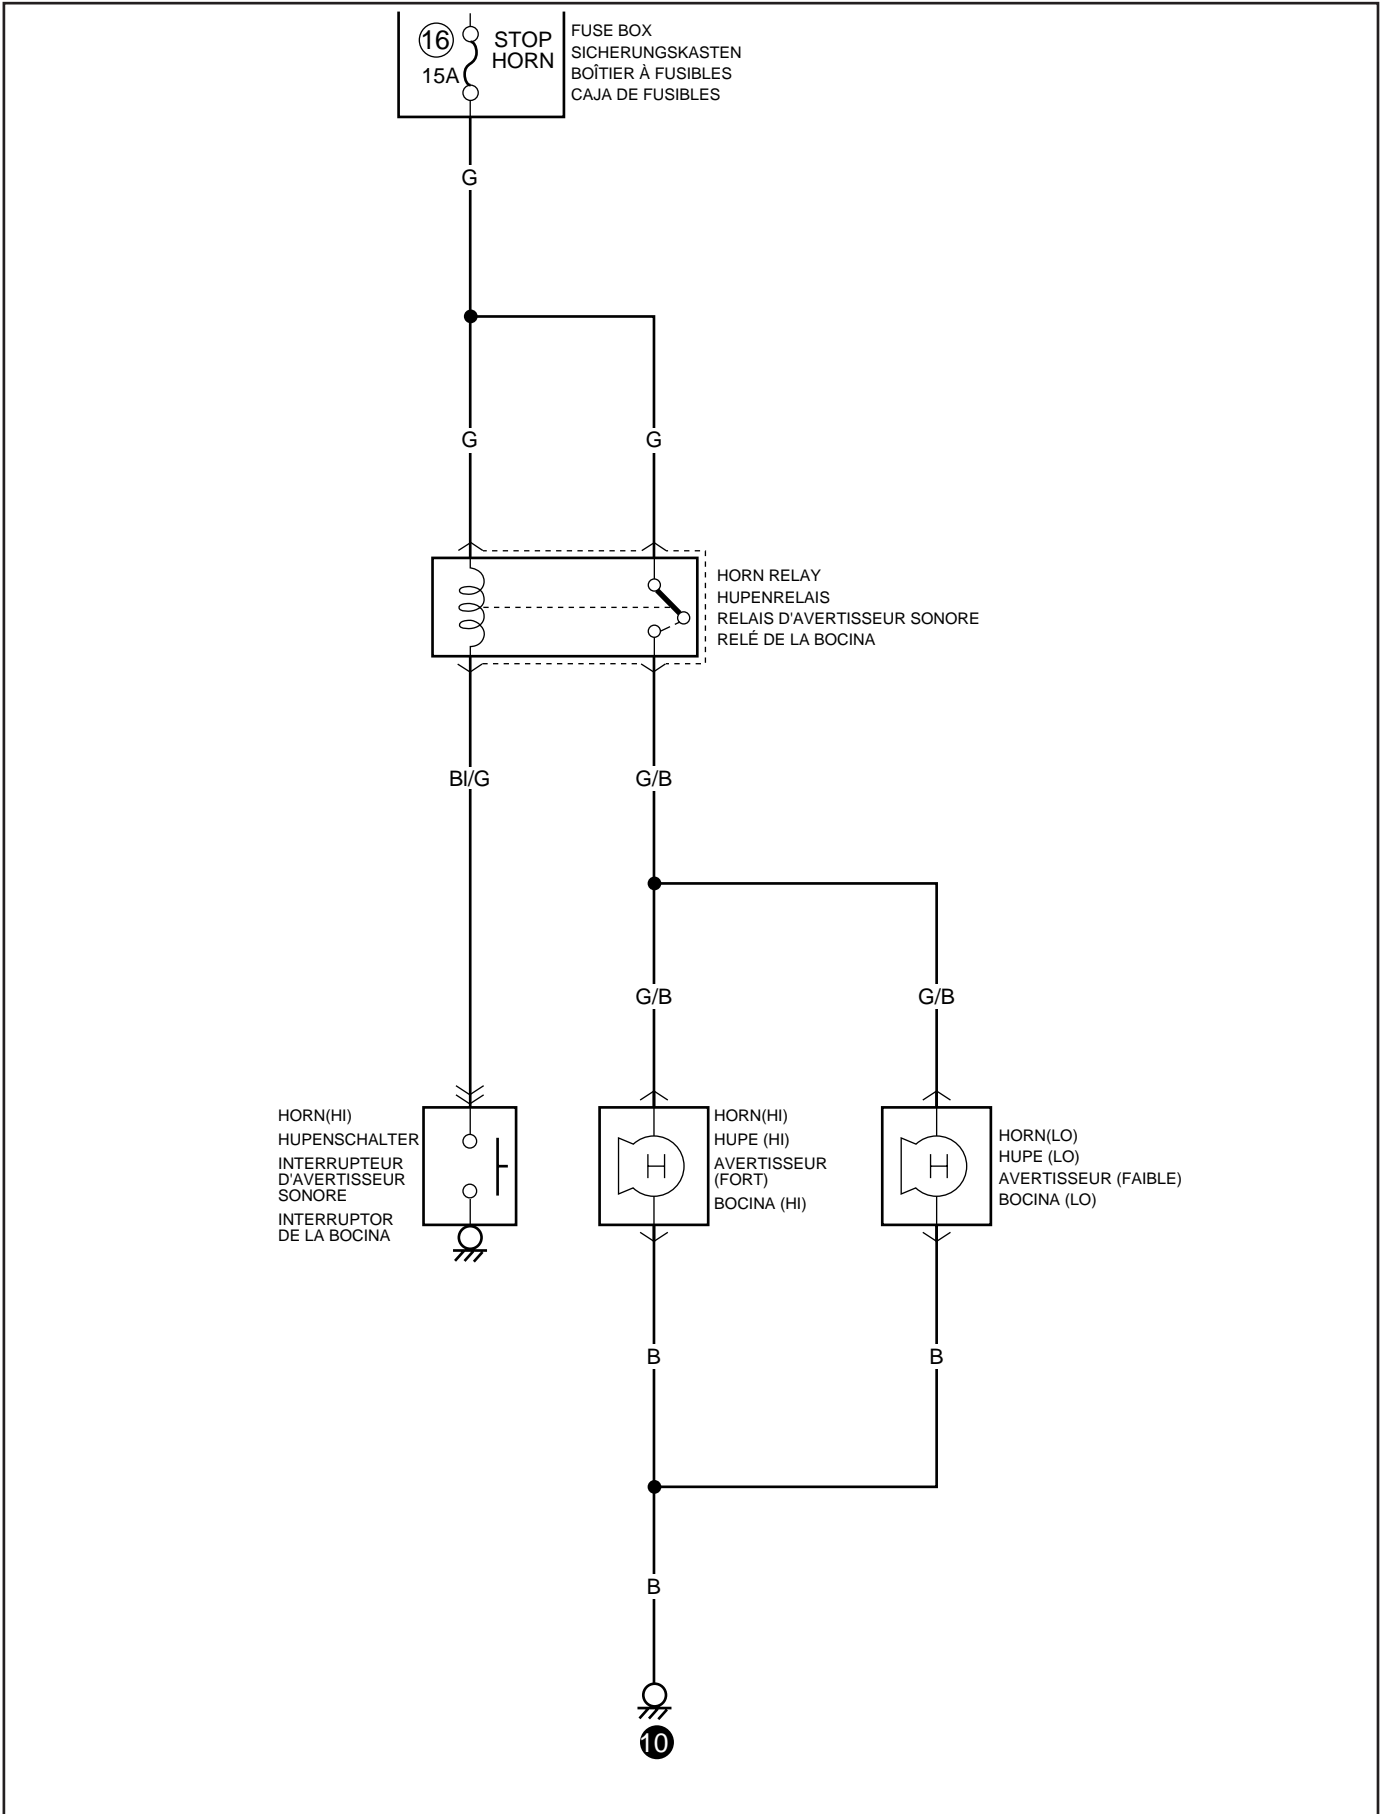 16
15A
STOP
HORN
FUSE BOX
SICHERUNGSKASTEN
BOÎTIER À FUSIBLES
CAJA DE FUSIBLES
G
G
G
HORN RELAY
HUPENRELAIS
RELAIS D'AVERTISSEUR SONORE
RELÉ DE LA BOCINA
Bl/G
G/B
G/B
G/B
HORN(HI)
HUPENSCHALTER
INTERRUPTEUR
D'AVERTISSEUR
SONORE
INTERRUPTOR
DE LA BOCINA
H
HORN(HI)
HUPE (HI)
AVERTISSEUR
(FORT)
BOCINA (HI)
H
HORN(LO)
HUPE (LO)
AVERTISSEUR (FAIBLE)
BOCINA (LO)
B
B
B
10